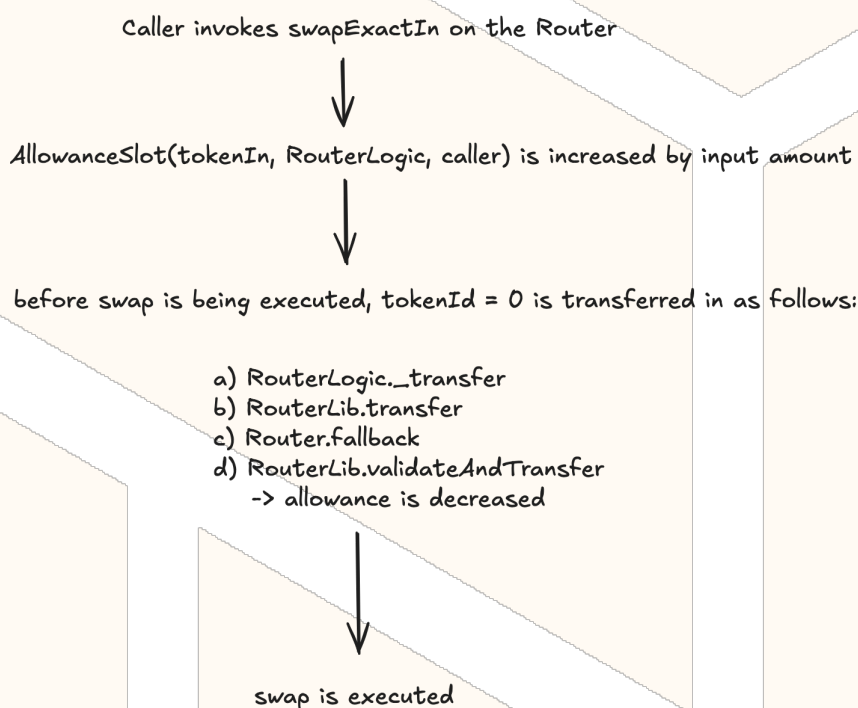 Caller invokes swapExactIn on the Router
AllowanceSlot(tokenIn, RouterLogic, caller) is increased by input amount
before swap is being executed, tokenId = 0 is transferred in as follows:
a) RouterLogic._transfer
b) RouterLib.transfer
c) Router.fallback
d) RouterLib.validateAndTransfer
-> allowance is decreased
swap is executed